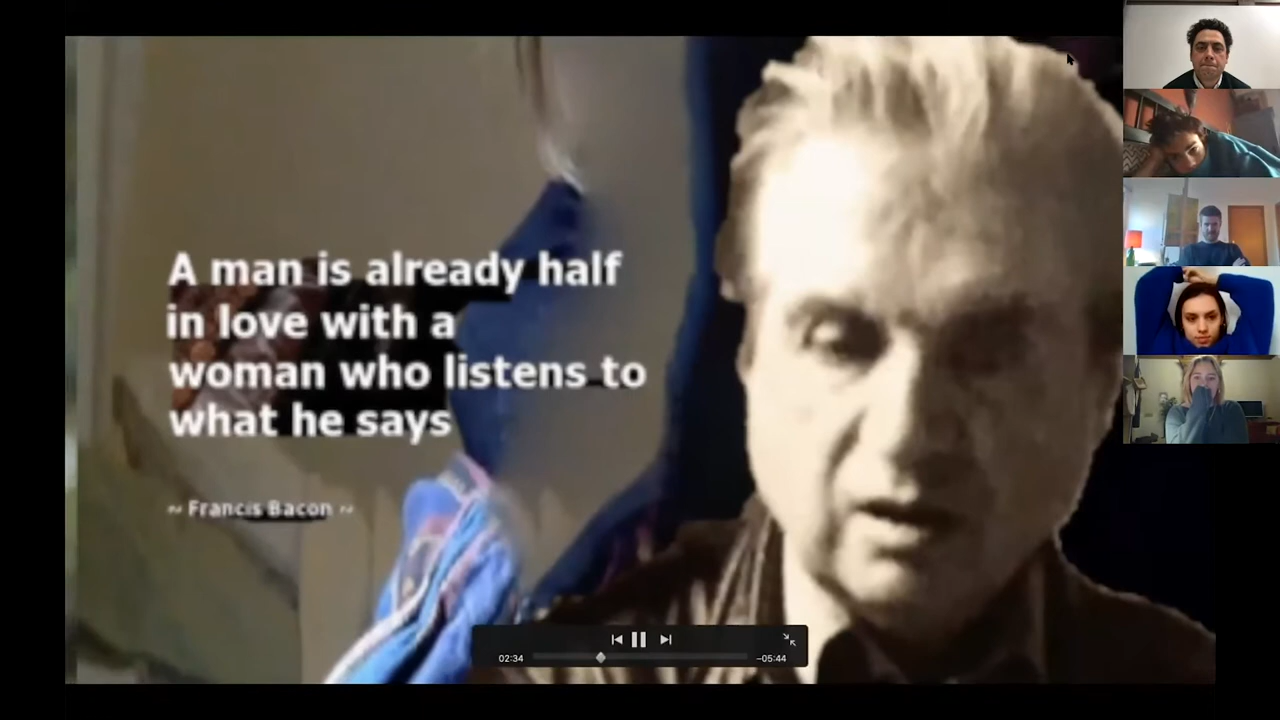 A man is already half
in love with a
woman who listens to
what he says
~ Francis Bacon ~
02:34
-05:44